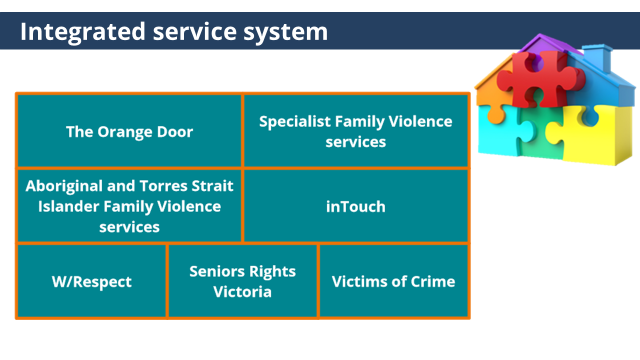 Integrated service system
The Orange Door
Specialist Family Violence
services
Aboriginal and Torres Strait
Islander Family Violence
services
inTouch
W/Respect
Seniors Rights
Victoria
Victims of Crime